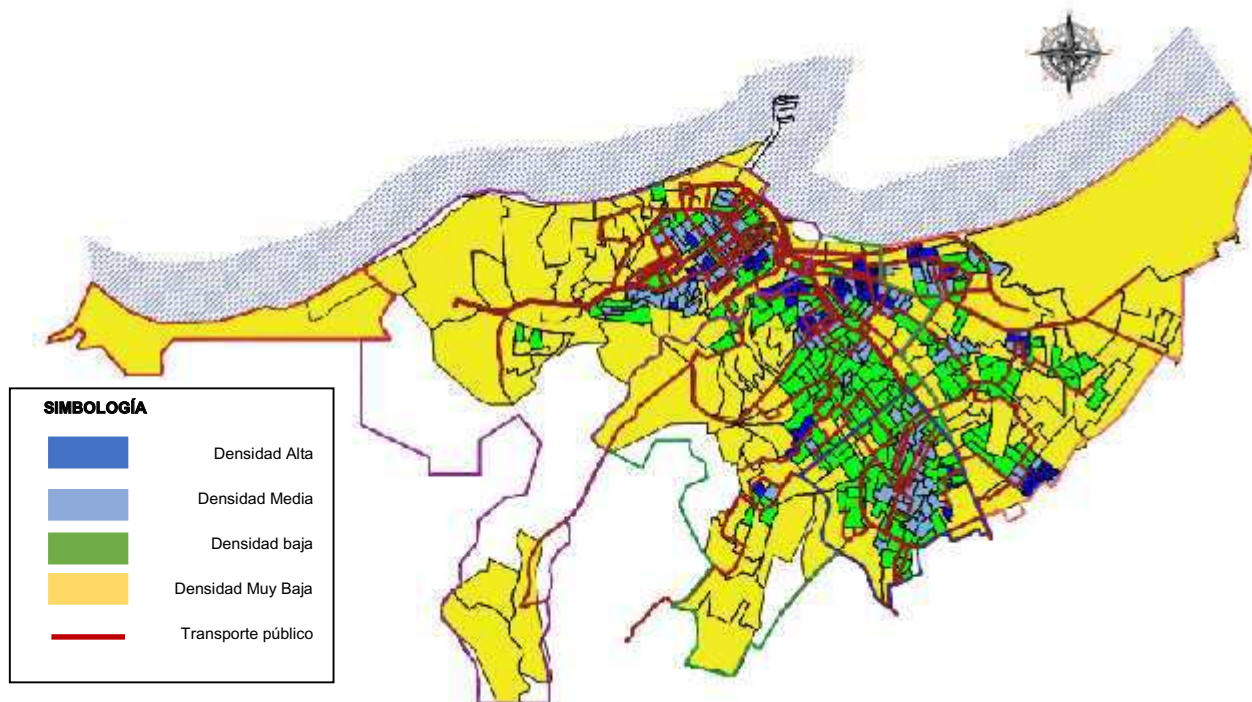 SIMBOLOGÍA
Densidad Alta
Densidad Media
Densidad baja
Densidad Muy Baja
Transporte público